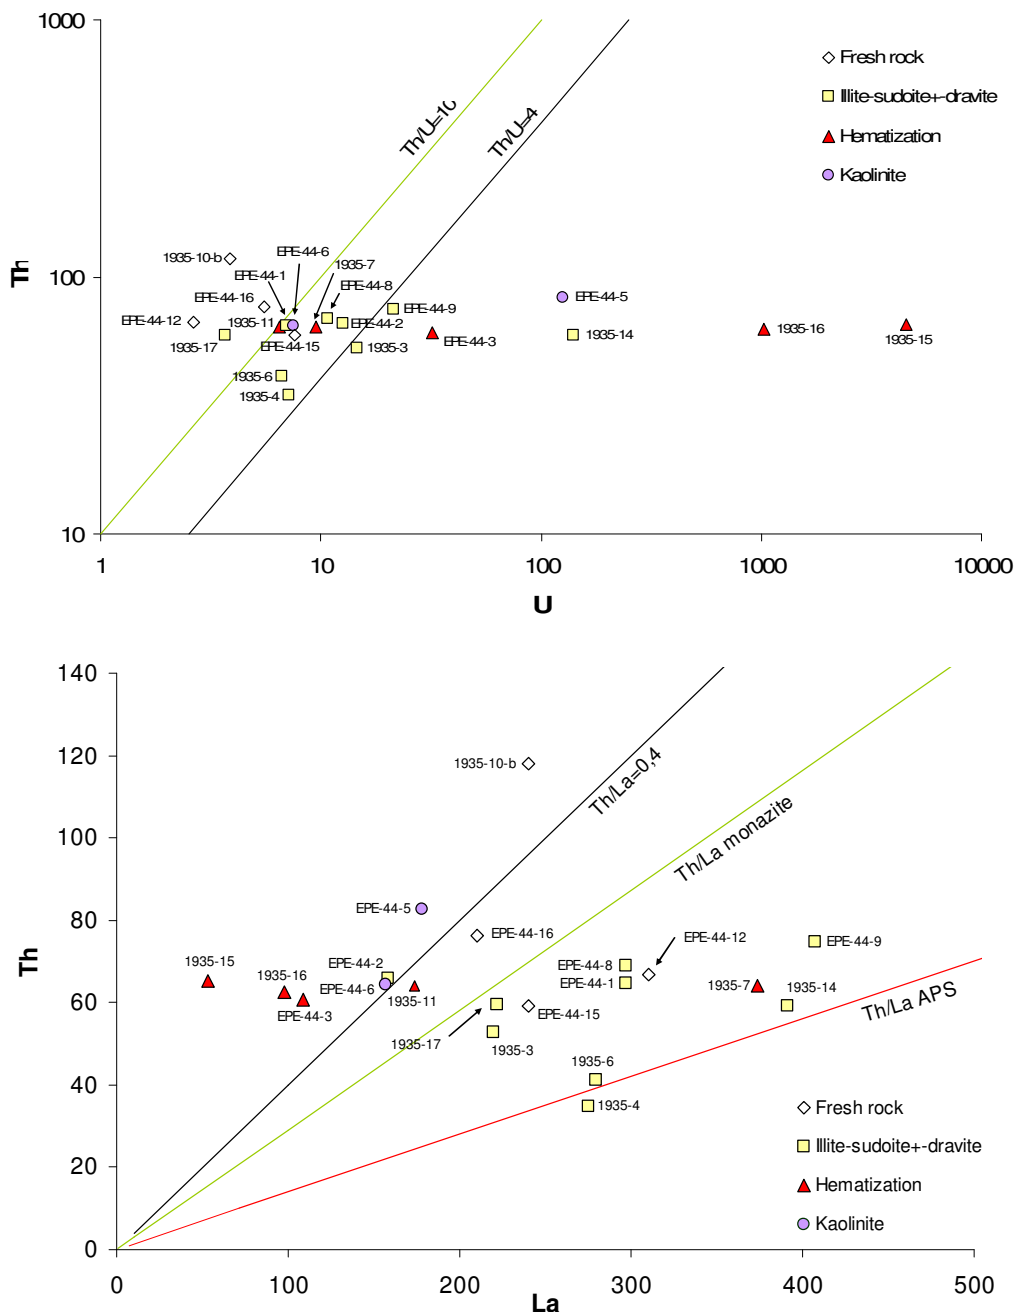 1000
Fresh rock
Illite-sudoite+-dravite
Hematization
Kaolinite
Th/U=10
Th/U=4
1935-10-b
EPE-44-6
EPE-44-1
1935-7
EPE-44-8
EPE-44-16
EPE-44-12
1935-11
EPE-44-2
EPE-44-9
EPE-44-5
1935-17
EPE-44-15
1935-3
EPE-44-3
1935-14
1935-16
1935-15
1935-6
1935-4
Th
100
10
1
10
100
1000
10000
U
140
120
100
80
60
40
20
0
Th
1935-10-b
Th/La=0,4
Th/La monazite
Th/La APS
EPE-44-5
EPE-44-16
EPE-44-12
EPE-44-9
1935-15
1935-16
EPE-44-2
EPE-44-6
EPE-44-3
1935-11
EPE-44-8
EPE-44-1
1935-7
1935-14
EPE-44-15
1935-17
1935-3
1935-6
1935-4
Fresh rock
Illite-sudoite+-dravite
Hematization
Kaolinite
0
100
200
300
400
500
La